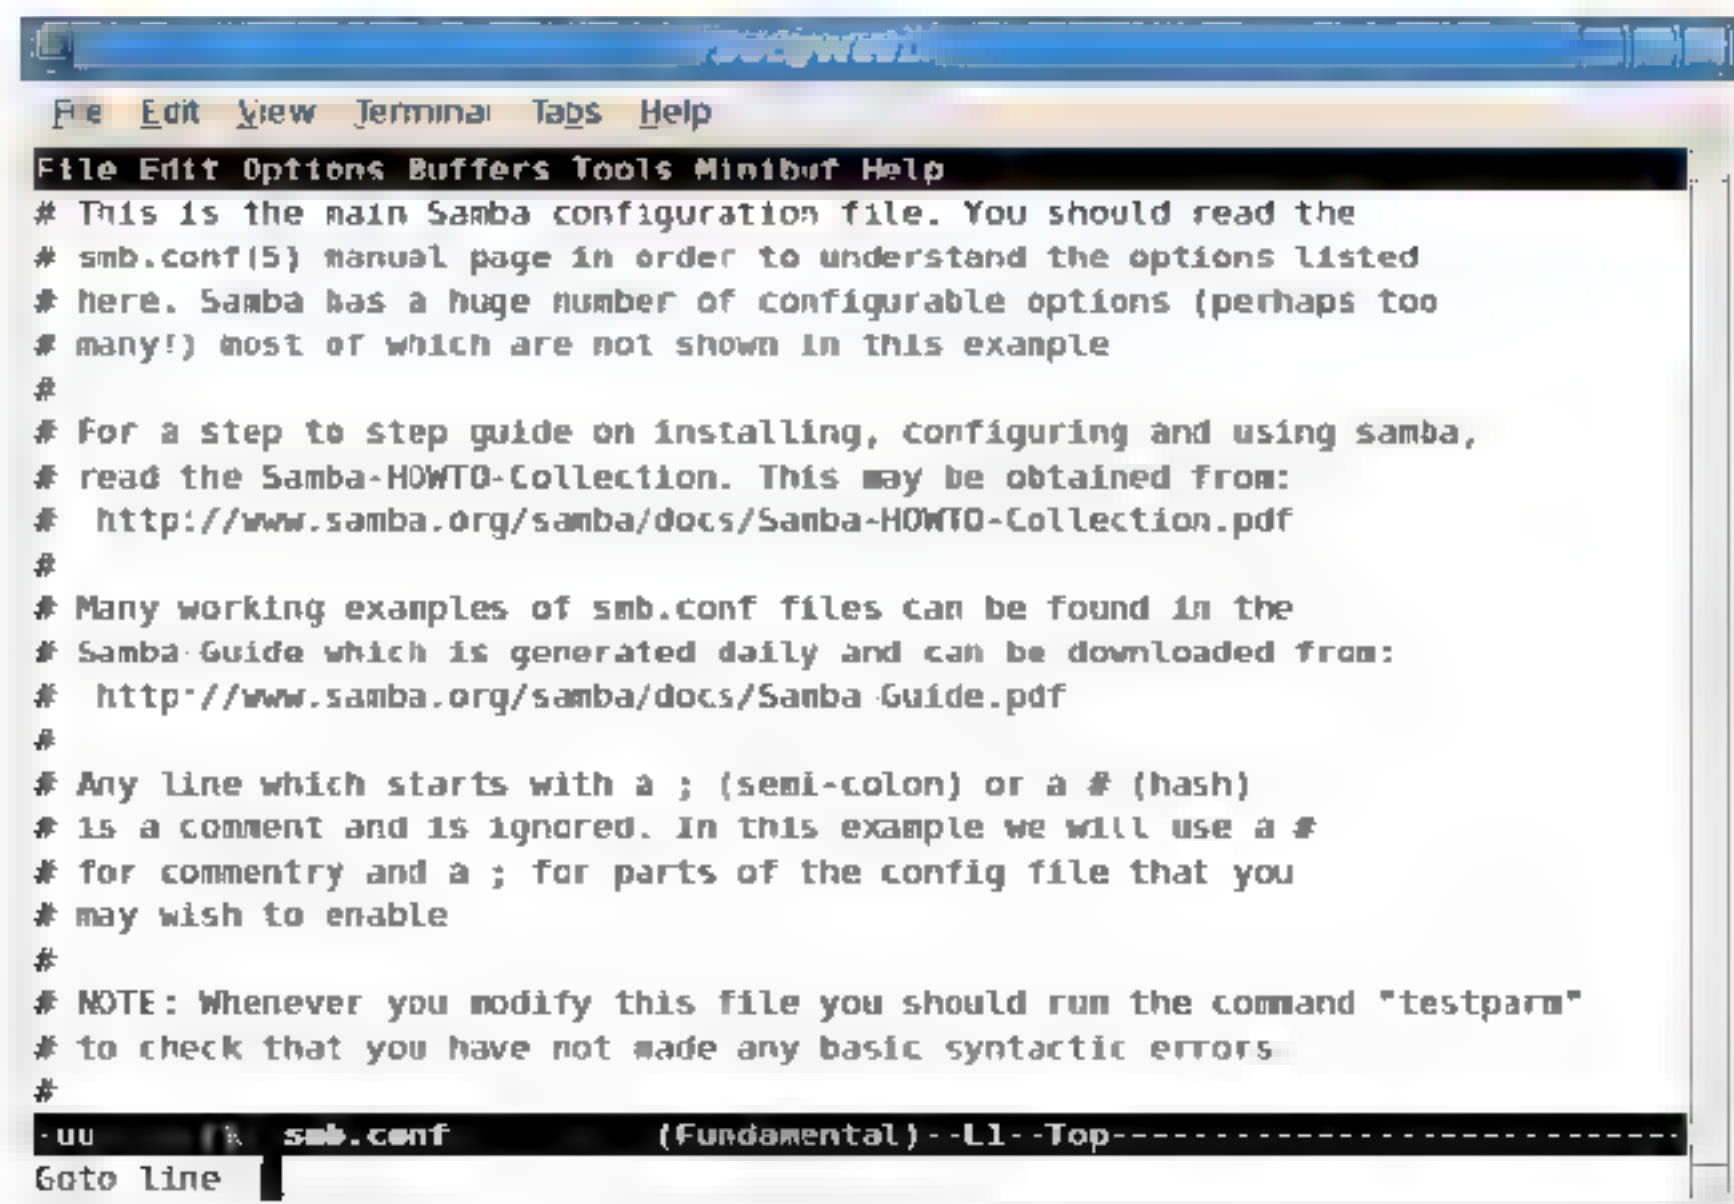 File Edit View Terminal Tabs Help
File Edit Options Buffers Tools Minibuf Help
# This is the main Samba configuration file. You should read the
# smb.conf(5) manual page in order to understand the options listed
# here. Samba has a huge number of configurable options (perhaps too
# many!) most of which are not shown in this example
#
# For a step to step guide on installing, configuring and using samba,
# read the Samba-HOWTO-Collection. This may be obtained from:
#  http://www.samba.org/samba/docs/Samba-HOWTO-Collection.pdf
#
# Many working examples of smb.conf files can be found in the
# Samba-Guide which is generated daily and can be downloaded from:
#  http://www.samba.org/samba/docs/Samba-Guide.pdf
#
# Any line which starts with a ; (semi-colon) or a # (hash)
# is a comment and is ignored. In this example we will use a #
# for commentry and a ; for parts of the config file that you
# may wish to enable
#
# NOTE: Whenever you modify this file you should run the command "testparm"
# to check that you have not made any basic syntactic errors
#
-uu smb.conf (Fundamental)--L1--Top------------------------------
Goto line